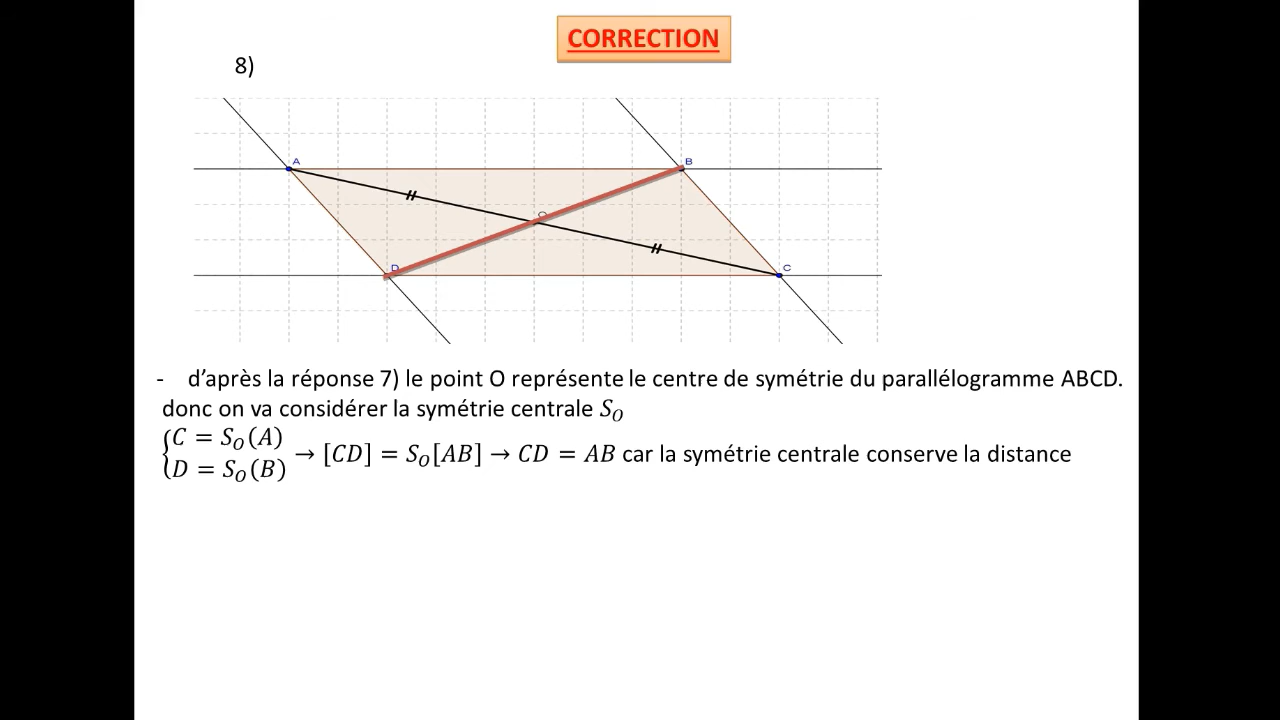 CORRECTION
8)
A
B
O
D
C
- d’après la réponse 7) le point O représente le centre de symétrie du parallélogramme ABCD.
donc on va considérer la symétrie centrale S_O
{C = S_O(A)
{D = S_O(B) → [CD] = S_O[AB] → CD = AB car la symétrie centrale conserve la distance